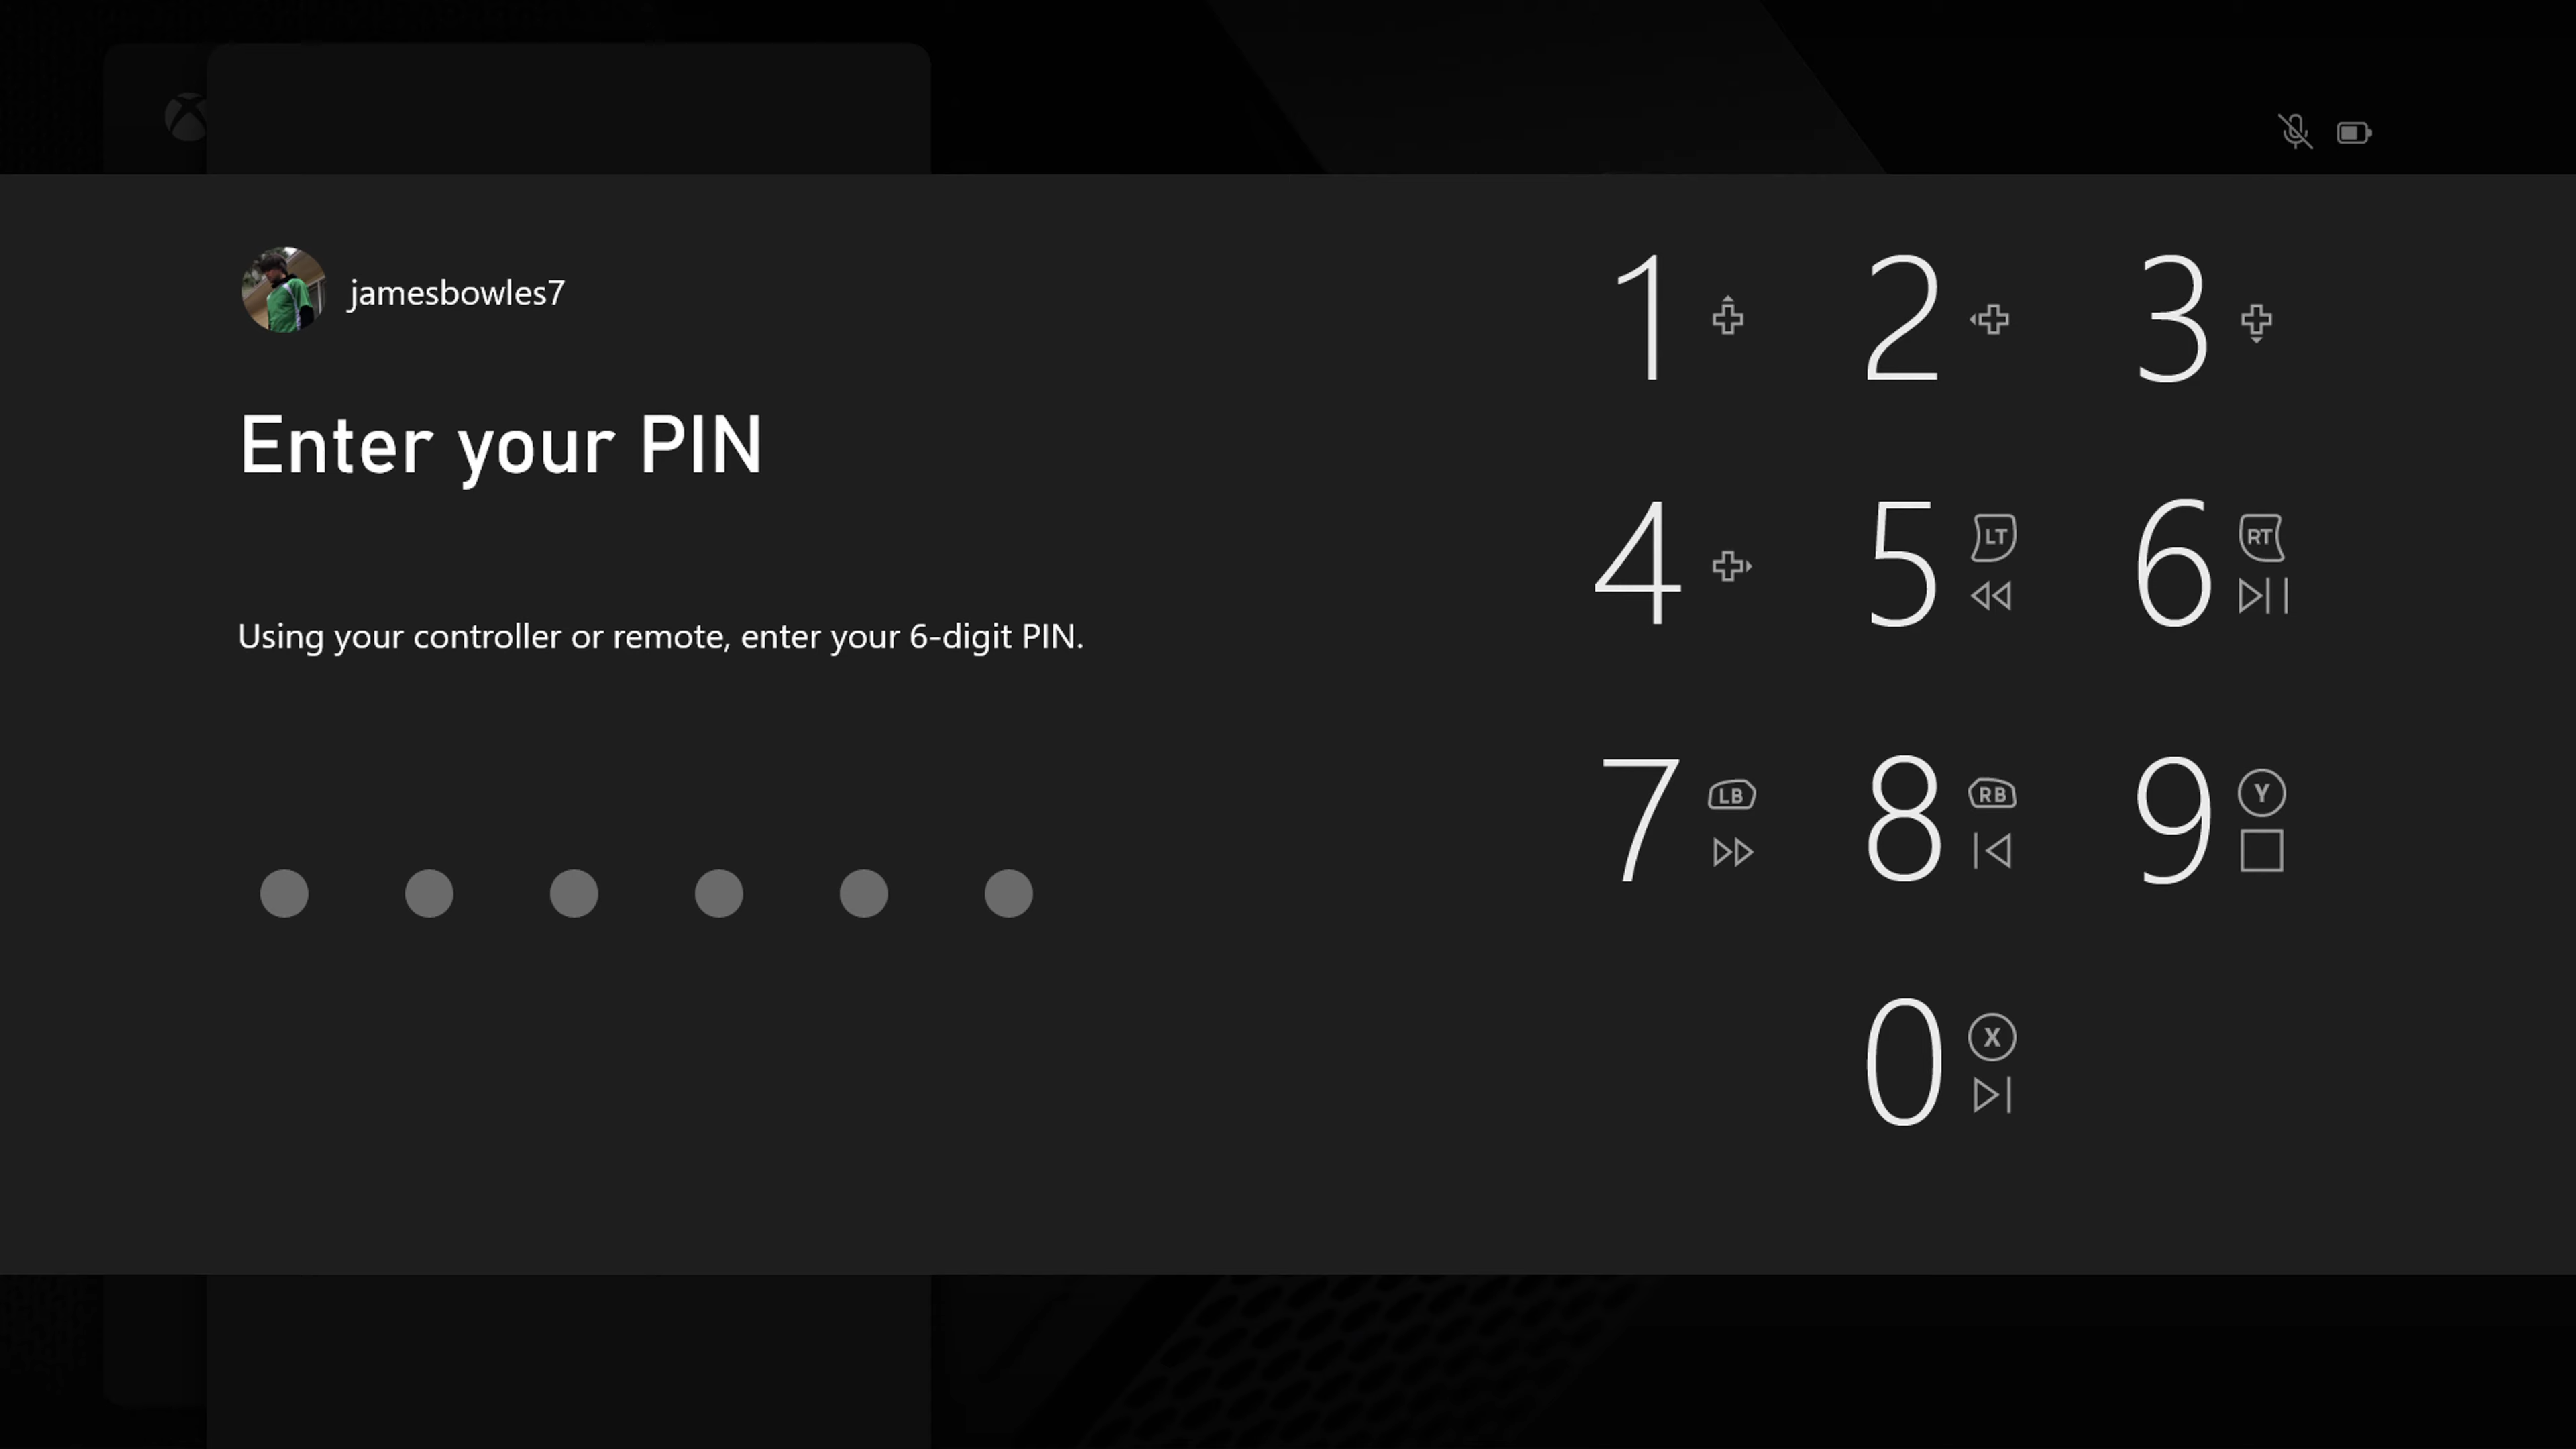 jamesbowles7
Enter your PIN
Using your controller or remote, enter your 6-digit PIN.
1 2 3
4 5 LT 6 RT
7 LB 8 RB 9 Y
0 X